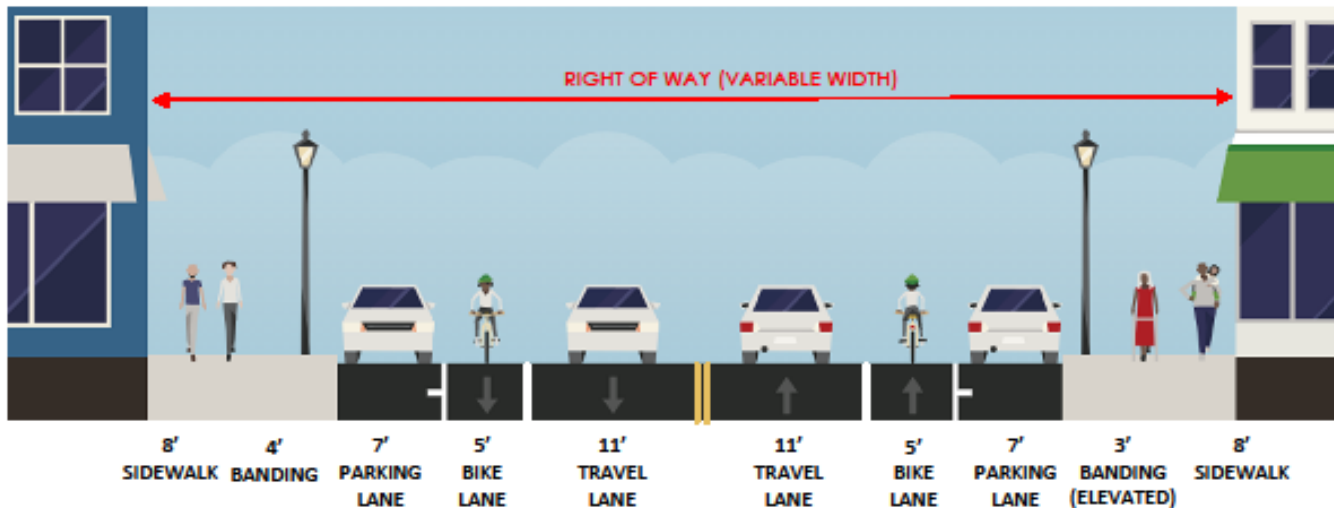 RIGHT OF WAY (VARIABLE WIDTH)
8’
SIDEWALK
4’
BANDING
7’
PARKING
LANE
5’
BIKE
LANE
11’
TRAVEL
LANE
11’
TRAVEL
LANE
5’
BIKE
LANE
7’
PARKING
LANE
3’
BANDING
(ELEVATED)
8’
SIDEWALK